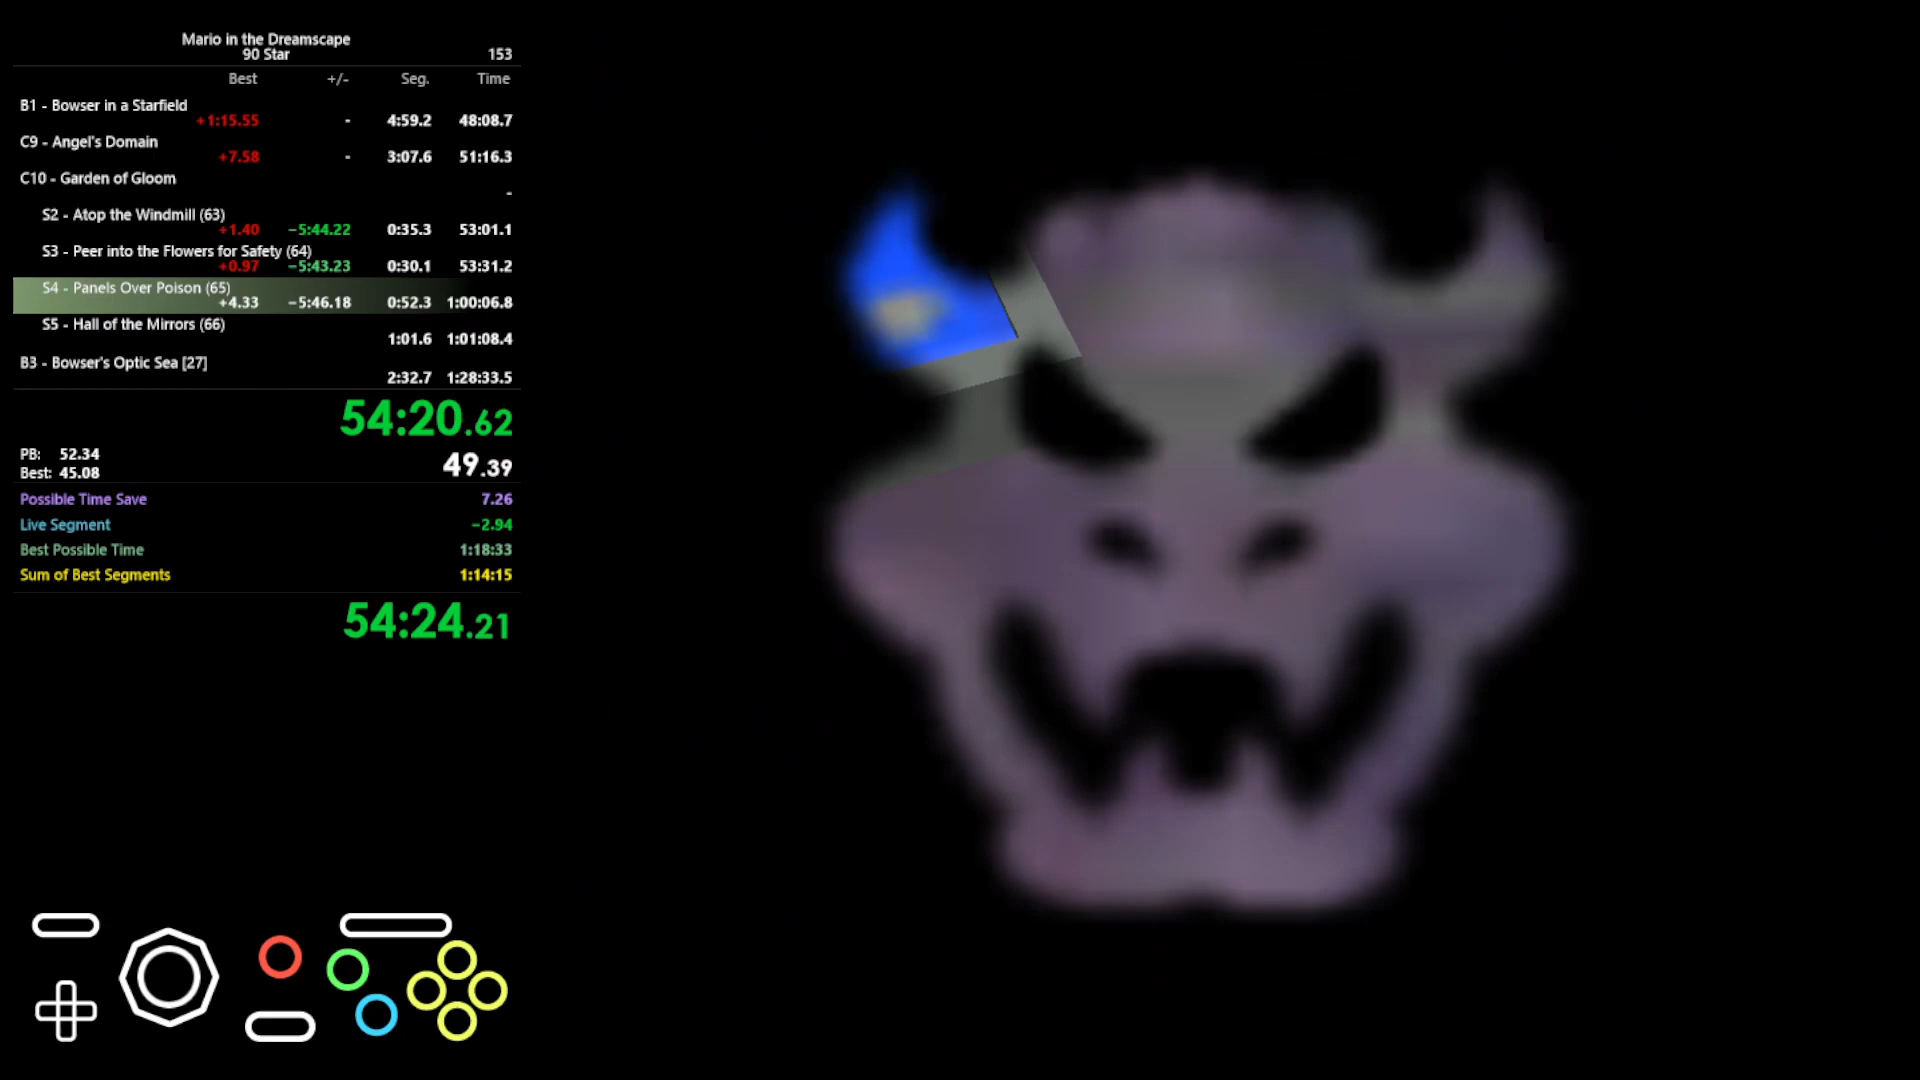 Mario in the Dreamscape
90 Star 153
Best +/- Seg. Time
B1 - Bowser in a Starfield
+1:15.55 - 4:59.2 48:08.7
C9 - Angel's Domain
+7.58 - 3:07.6 51:16.3
C10 - Garden of Gloom
-
S2 - Atop the Windmill (63)
+1.40 −5:44.22 0:35.3 53:01.1
S3 - Peer into the Flowers for Safety (64)
+0.97 −5:43.23 0:30.1 53:31.2
S4 - Panels Over Poison (65)
+4.33 −5:46.18 0:52.3 1:00:06.8
S5 - Hall of the Mirrors (66)
1:01.6 1:01:08.4
B3 - Bowser's Optic Sea [27]
2:32.7 1:28:33.5
54:20.62
PB: 52.34
Best: 45.08
49.39
Possible Time Save 7.26
Live Segment −2.94
Best Possible Time 1:18:33
Sum of Best Segments 1:14:15
54:24.21